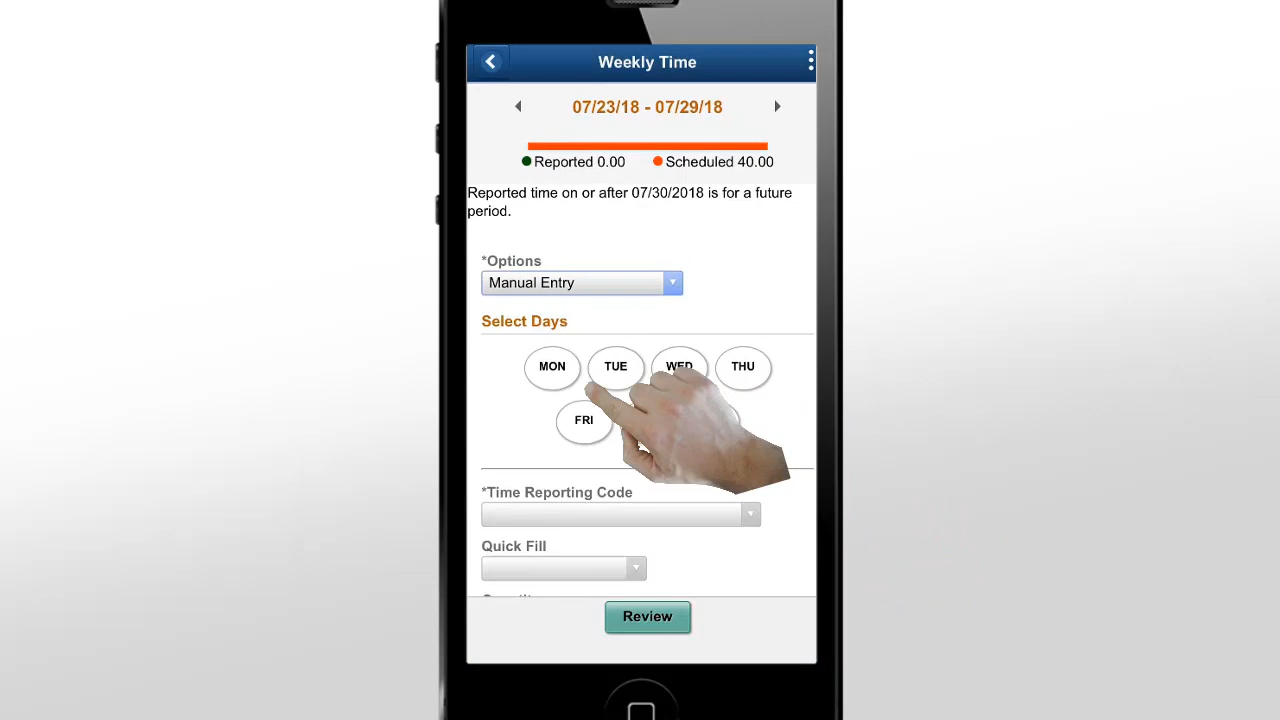 Weekly Time
07/23/18 - 07/29/18
Reported 0.00 Scheduled 40.00
Reported time on or after 07/30/2018 is for a future
period.
*Options
Manual Entry
Select Days
MON TUE WED THU
FRI
*Time Reporting Code
Quick Fill
Review